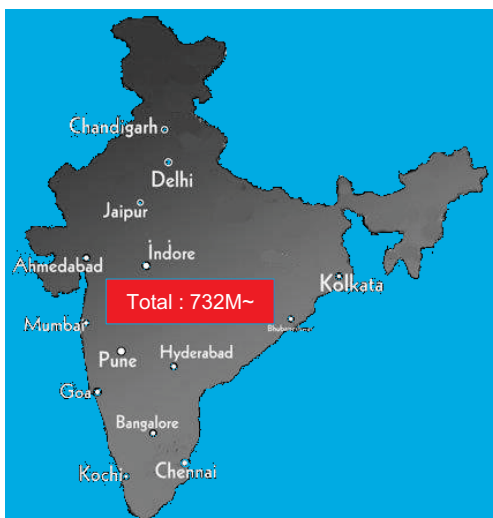 Chandigarh
Delhi
Jaipur
Indore
Ahmedabad
Kolkata
Total : 732M~
Mumbai
Hyderabad
Pune
Goa
Bangalore
Kochi
Chennai